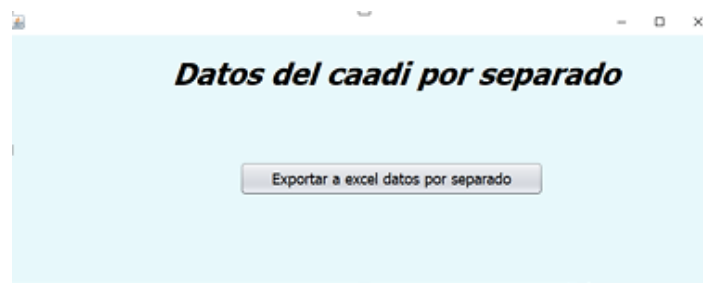 Datos del caadi por separado
Exportar a excel datos por separado